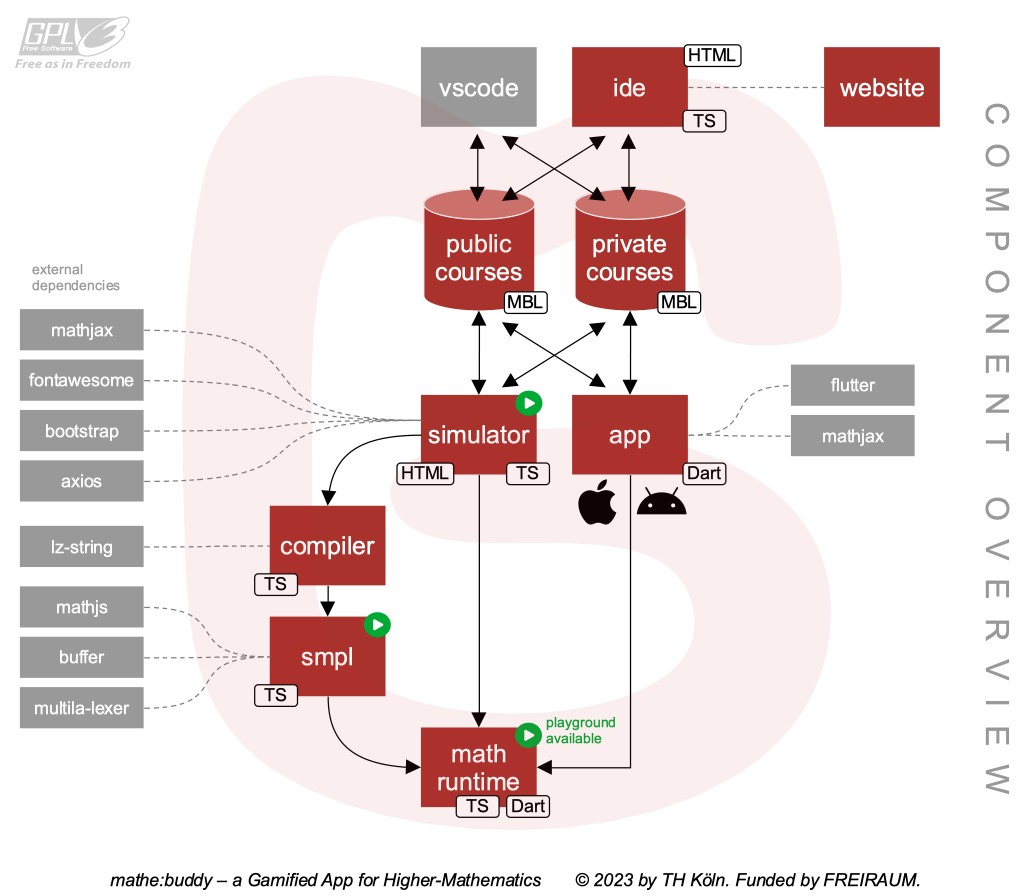 GPLv3
Free Software
Free as in Freedom
vscode
ide
HTML
TS
website
COMPONENT OVERVIEW
public
courses
MBL
private
courses
MBL
external
dependencies
mathjax
fontawesome
bootstrap
axios
lz-string
mathjs
buffer
multila-lexer
simulator
HTML
TS
app
Dart
flutter
mathjax
compiler
TS
smpl
TS
playground
available
math
runtime
TS
Dart
mathe:buddy – a Gamified App for Higher-Mathematics
© 2023 by TH Köln. Funded by FREIRAUM.